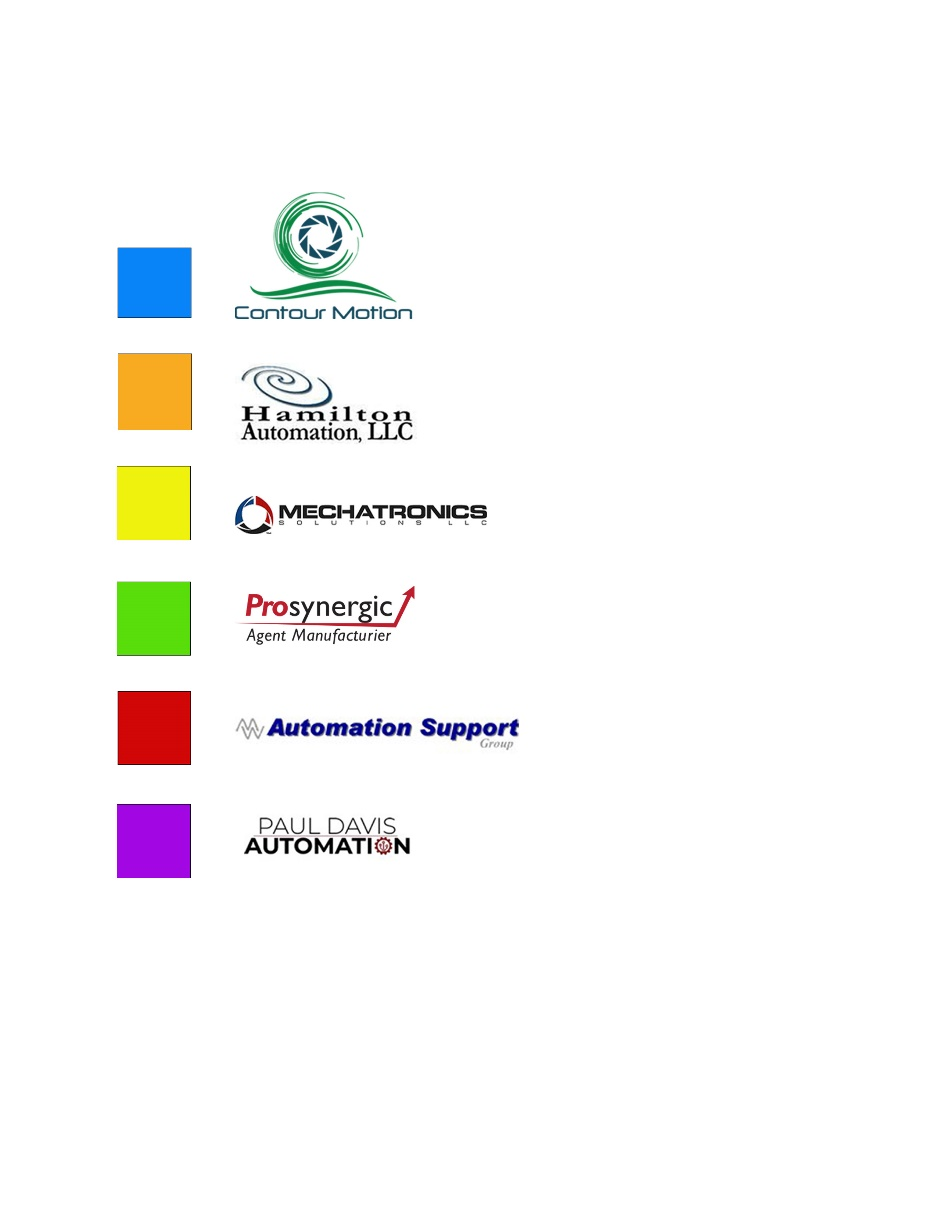 Contour Motion
Hamilton
Automation, LLC
MECHATRONICS
SOLUTIONS LLC
Prosynergic
Agent Manufacturier
Automation Support
Group
PAUL DAVIS
AUTOMATION